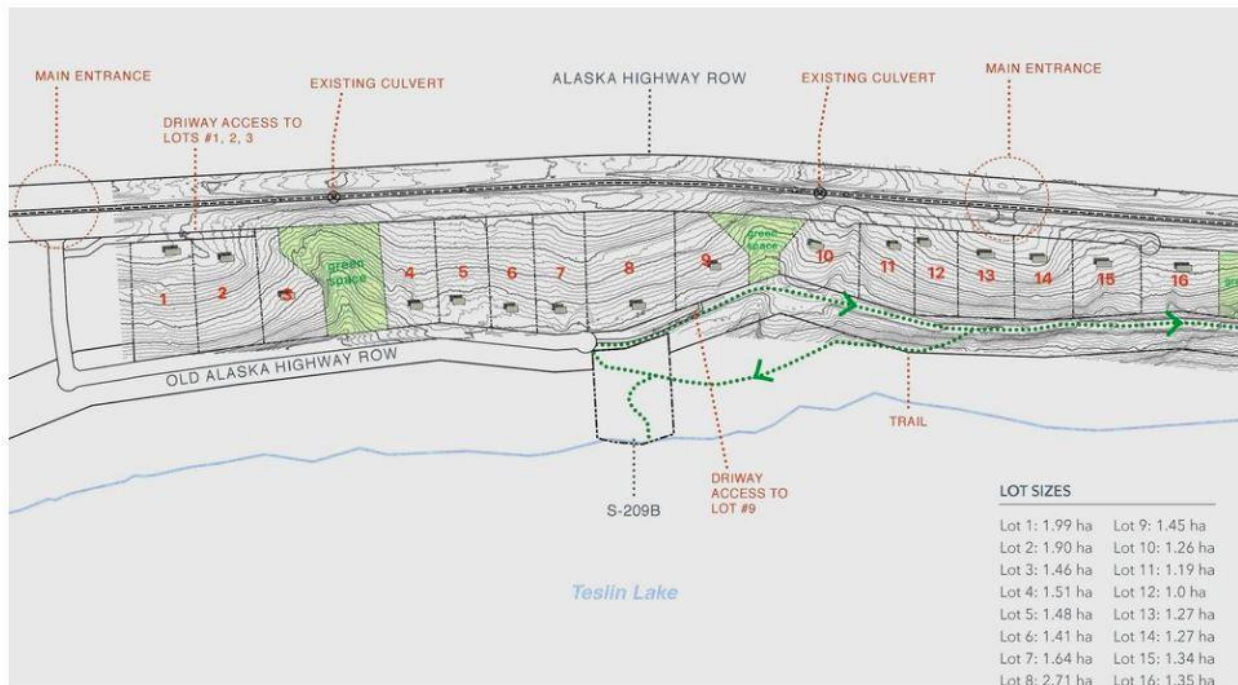 MAIN ENTRANCE
DRIWAY ACCESS TO
LOTS #1, 2, 3
EXISTING CULVERT
ALASKA HIGHWAY ROW
EXISTING CULVERT
MAIN ENTRANCE
1
2
3
green
space
4
5
6
7
8
9
green
space
10
11
12
13
14
15
16
OLD ALASKA HIGHWAY ROW
TRAIL
DRIWAY
ACCESS TO
LOT #9
S-209B
Teslin Lake
LOT SIZES
Lot 1: 1.99 ha Lot 9: 1.45 ha
Lot 2: 1.90 ha Lot 10: 1.26 ha
Lot 3: 1.46 ha Lot 11: 1.19 ha
Lot 4: 1.51 ha Lot 12: 1.0 ha
Lot 5: 1.48 ha Lot 13: 1.27 ha
Lot 6: 1.41 ha Lot 14: 1.27 ha
Lot 7: 1.64 ha Lot 15: 1.34 ha
Lot 8: 2.71 ha Lot 16: 1.35 ha